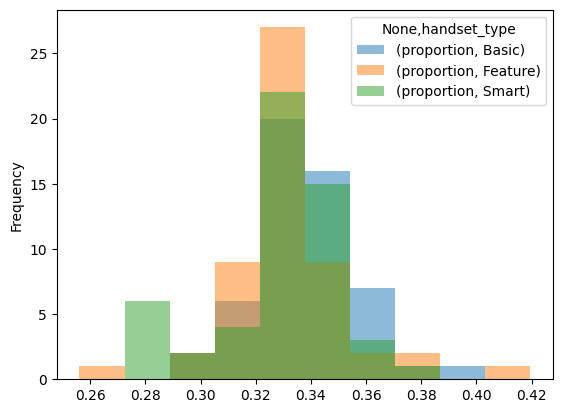 None,handset_type
(proportion, Basic)
(proportion, Feature)
(proportion, Smart)
Frequency
25
20
15
10
5
0
0.26 0.28 0.30 0.32 0.34 0.36 0.38 0.40 0.42